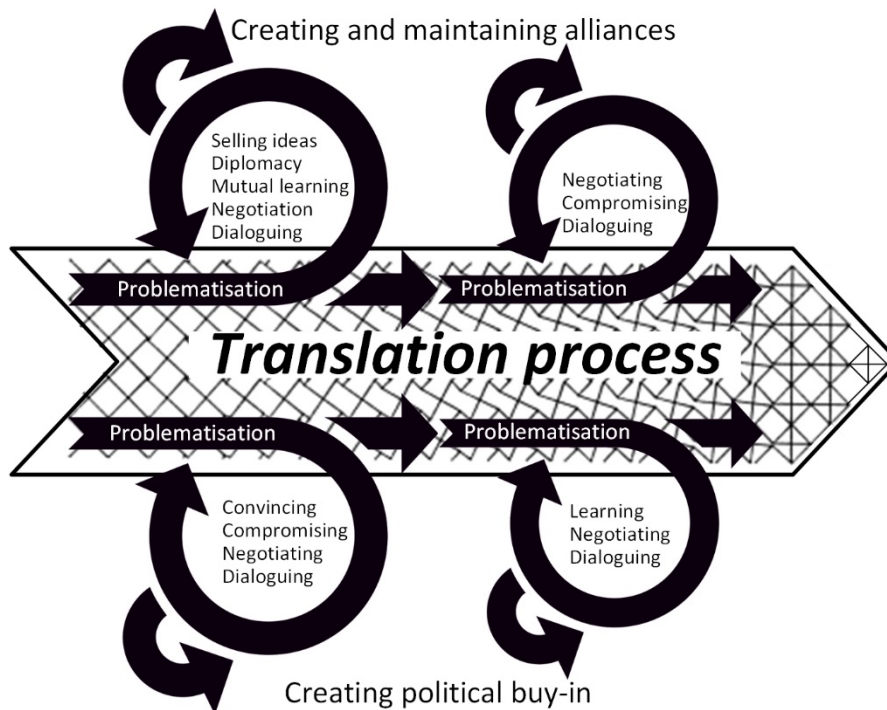 Creating and maintaining alliances
Selling ideas
Diplomacy
Mutual learning
Negotiation
Dialoguing
Negotiating
Compromising
Dialoguing
Problematisation
Problematisation
Translation process
Problematisation
Problematisation
Convincing
Compromising
Negotiating
Dialoguing
Learning
Negotiating
Dialoguing
Creating political buy-in